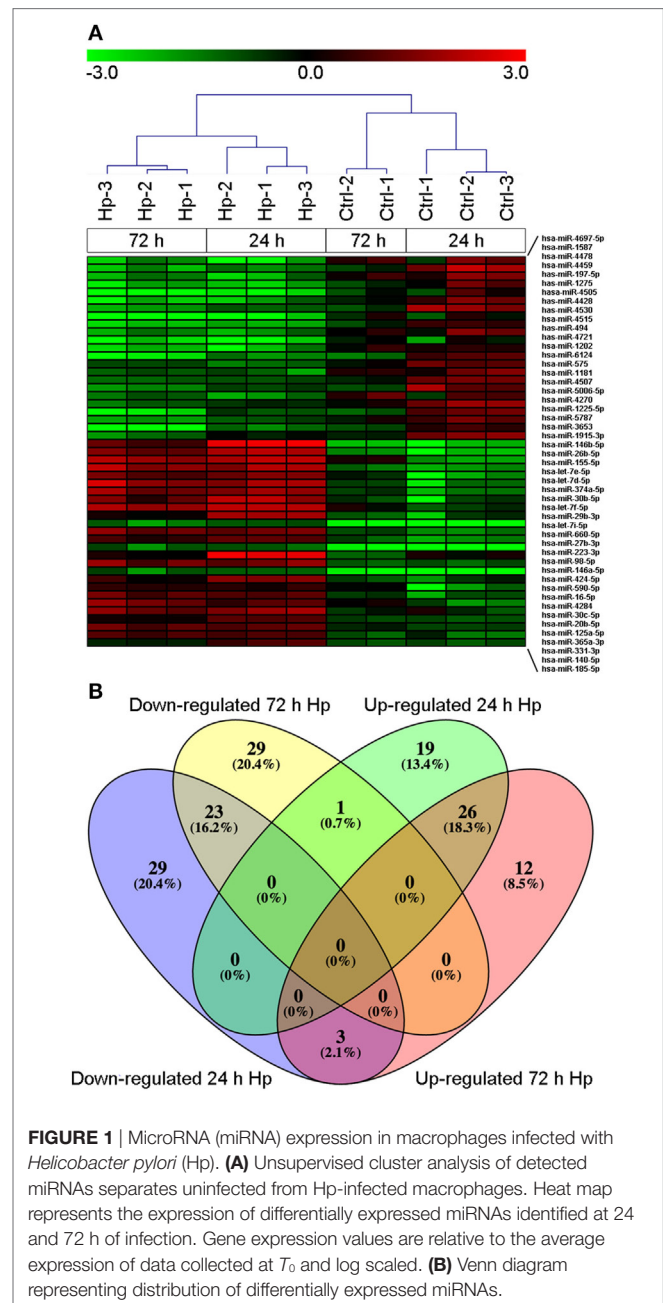 A
-3.0 0.0 3.0
Hp-3 Hp-2 Hp-1 Hp-2 Hp-1 Hp-3 Ctrl-2 Ctrl-1 Ctrl-1 Ctrl-2 Ctrl-3
72 h 24 h 72 h 24 h
hsa-miR-4697-5p
hsa-miR-1587
hsa-miR-4478
hsa-miR-4459
has-miR-197-5p
hsa-miR-1275
hasa-miR-4505
has-miR-4428
hsa-miR-4530
hsa-miR-4515
hsa-miR-494
hsa-miR-4721
hsa-miR-1202
hsa-miR-6124
hsa-miR-575
hsa-miR-1181
hsa-miR-4507
hsa-miR-5006-5p
hsa-miR-4270
hsa-miR-1225-5p
hsa-miR-5787
hsa-miR-3653
hsa-miR-1915-3p
hsa-miR-146b-5p
hsa-miR-26b-5p
hsa-miR-155-5p
hsa-let-7e-5p
hsa-let-7d-5p
hsa-miR-374a-5p
hsa-miR-30b-5p
hsa-let-7f-5p
hsa-miR-29b-3p
hsa-let-7i-5p
hsa-miR-660-5p
hsa-miR-27b-3p
hsa-miR-223-3p
hsa-miR-98-5p
hsa-miR-146a-5p
hsa-miR-424-5p
hsa-miR-590-5p
hsa-miR-16-5p
hsa-miR-4284
hsa-miR-30c-5p
hsa-miR-20b-5p
hsa-miR-125a-5p
hsa-miR-365a-3p
hsa-miR-331-3p
hsa-miR-140-5p
hsa-miR-185-5p
B
Down-regulated 72 h Hp Up-regulated 24 h Hp
29 (20.4%)
19 (13.4%)
23 (16.2%)
1 (0.7%)
26 (18.3%)
29 (20.4%)
12 (8.5%)
0 (0%)
0 (0%)
0 (0%)
0 (0%)
0 (0%)
0 (0%)
0 (0%)
3 (2.1%)
Down-regulated 24 h Hp Up-regulated 72 h Hp
FIGURE 1 | MicroRNA (miRNA) expression in macrophages infected with
Helicobacter pylori (Hp). (A) Unsupervised cluster analysis of detected
miRNAs separates uninfected from Hp-infected macrophages. Heat map
represents the expression of differentially expressed miRNAs identified at 24
and 72 h of infection. Gene expression values are relative to the average
expression of data collected at T0 and log scaled. (B) Venn diagram
representing distribution of differentially expressed miRNAs.